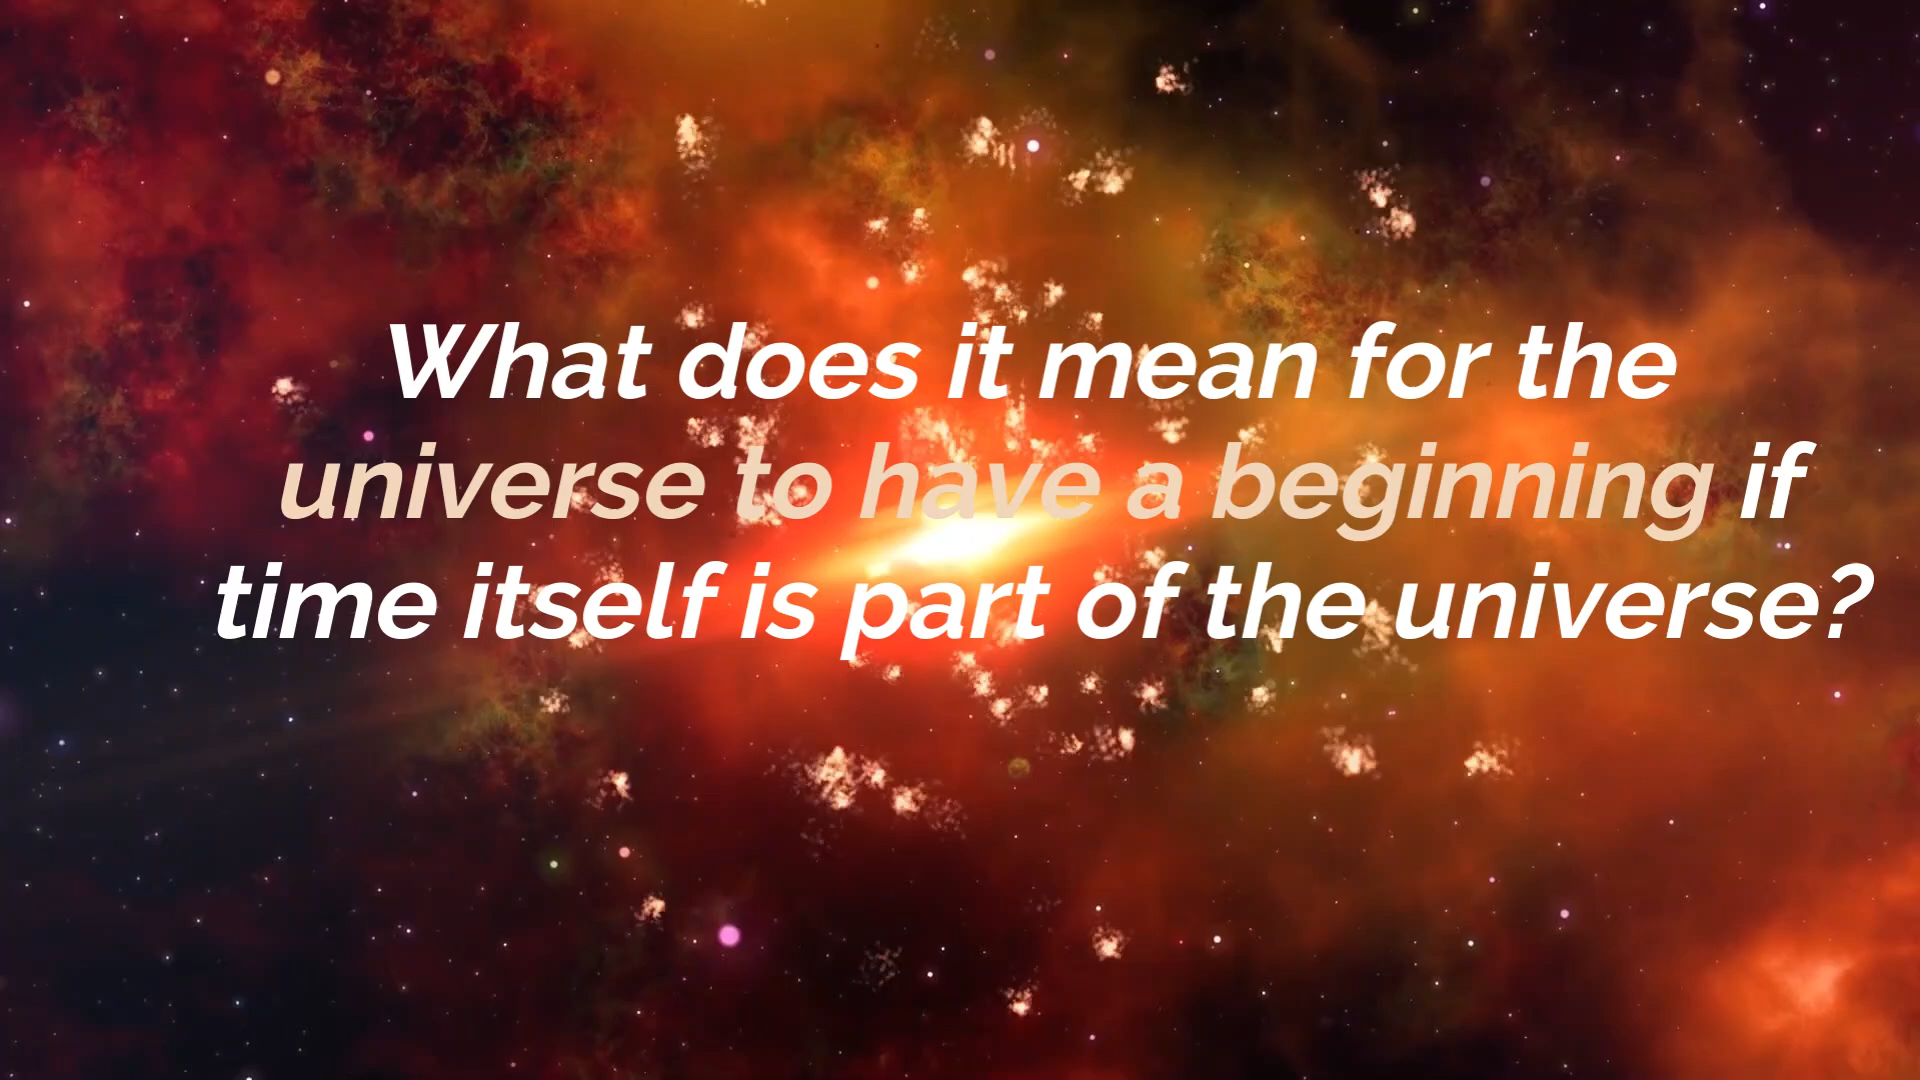 What does it mean for the
universe to have a beginning if
time itself is part of the universe?